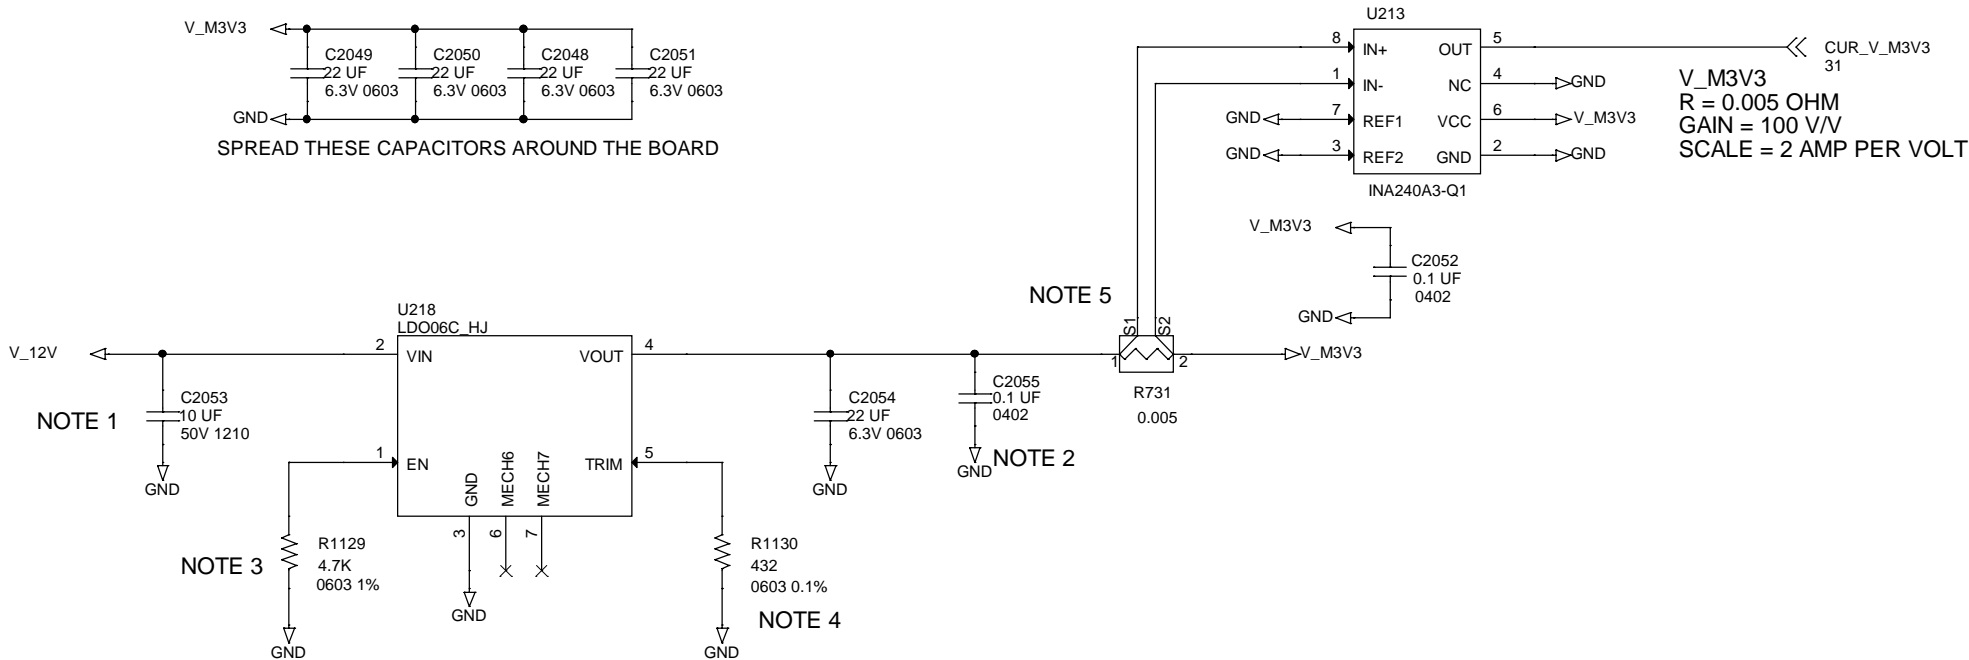 V_M3V3
C2049
22 UF
6.3V 0603
C2050
22 UF
6.3V 0603
C2048
22 UF
6.3V 0603
C2051
22 UF
6.3V 0603
GND
SPREAD THESE CAPACITORS AROUND THE BOARD
U213
8 IN+ OUT 5
1 IN- NC 4 GND
GND 7 REF1 VCC 6 V_M3V3
GND 3 REF2 GND 2 GND
INA240A3-Q1
CUR_V_M3V3
31
V_M3V3
R = 0.005 OHM
GAIN = 100 V/V
SCALE = 2 AMP PER VOLT
V_M3V3
C2052
0.1 UF
0402
GND
NOTE 5
S1
S2
1
2
V_M3V3
R731
0.005
U218
LDO06C_HJ
V_12V
2 VIN VOUT 4
1 EN TRIM 5
GND
MECH6
MECH7
3
6
7
NOTE 1
C2053
10 UF
50V 1210
GND
C2054
22 UF
6.3V 0603
GND
C2055
0.1 UF
0402
GND
NOTE 2
NOTE 3
R1129
4.7K
0603 1%
GND
GND
R1130
432
0603 0.1%
NOTE 4
GND